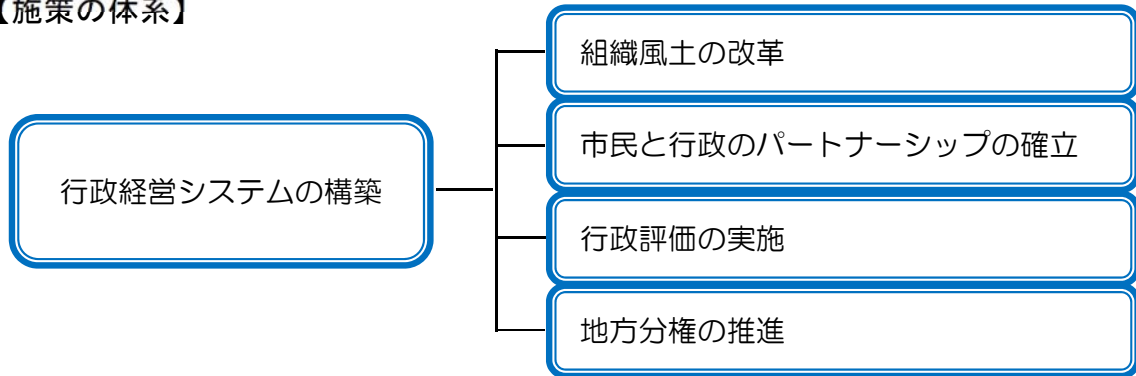 【施策の体系】
組織風土の改革
市民と行政のパートナーシップの確立
行政経営システムの構築
行政評価の実施
地方分権の推進